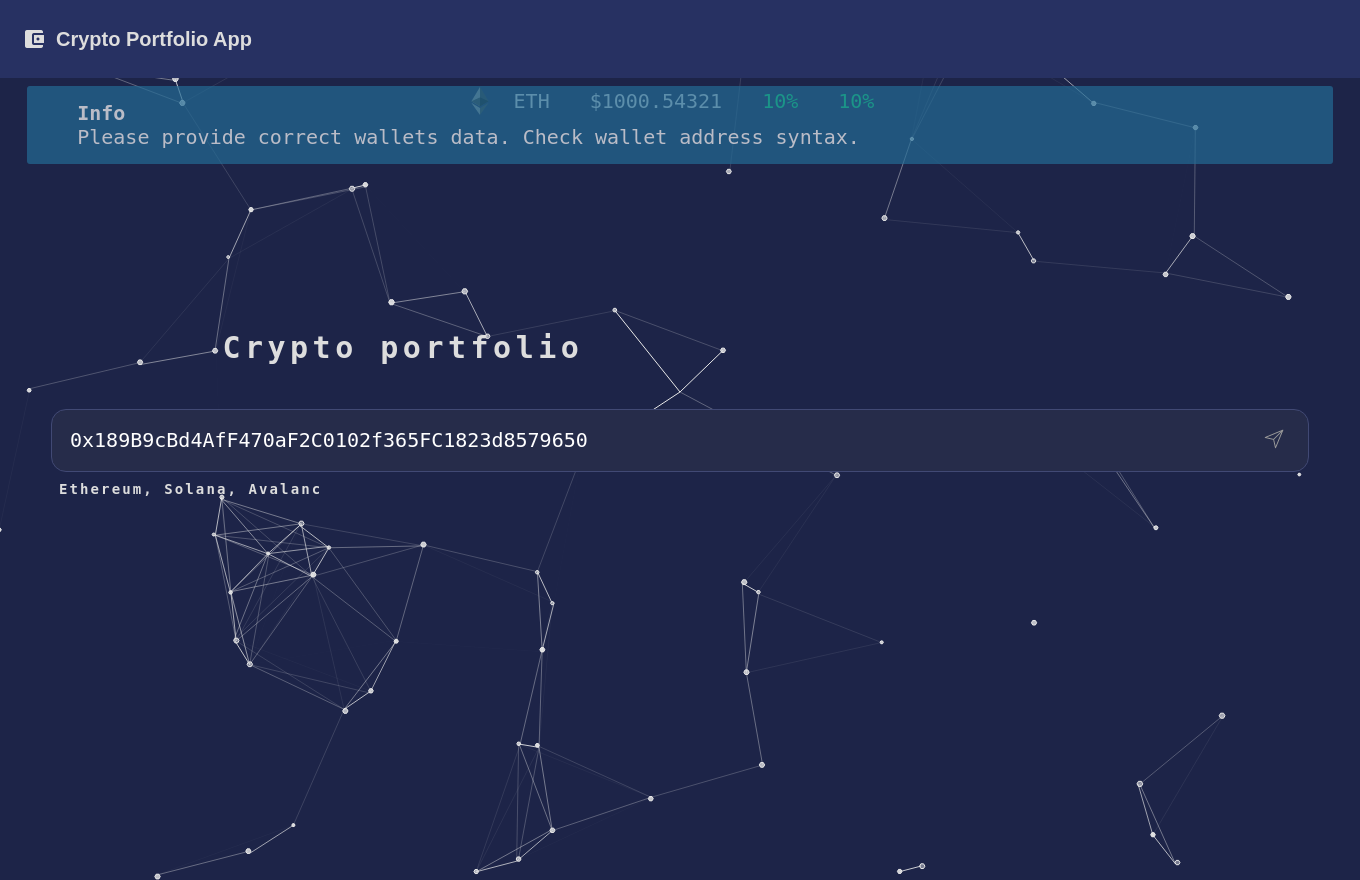 Crypto Portfolio App
ETH $1000.54321 10% 10%
Info
Please provide correct wallets data. Check wallet address syntax.
Crypto portfolio
0x189B9cBd4AfF470aF2C0102f365FC1823d8579650
Ethereum, Solana, Avalanc